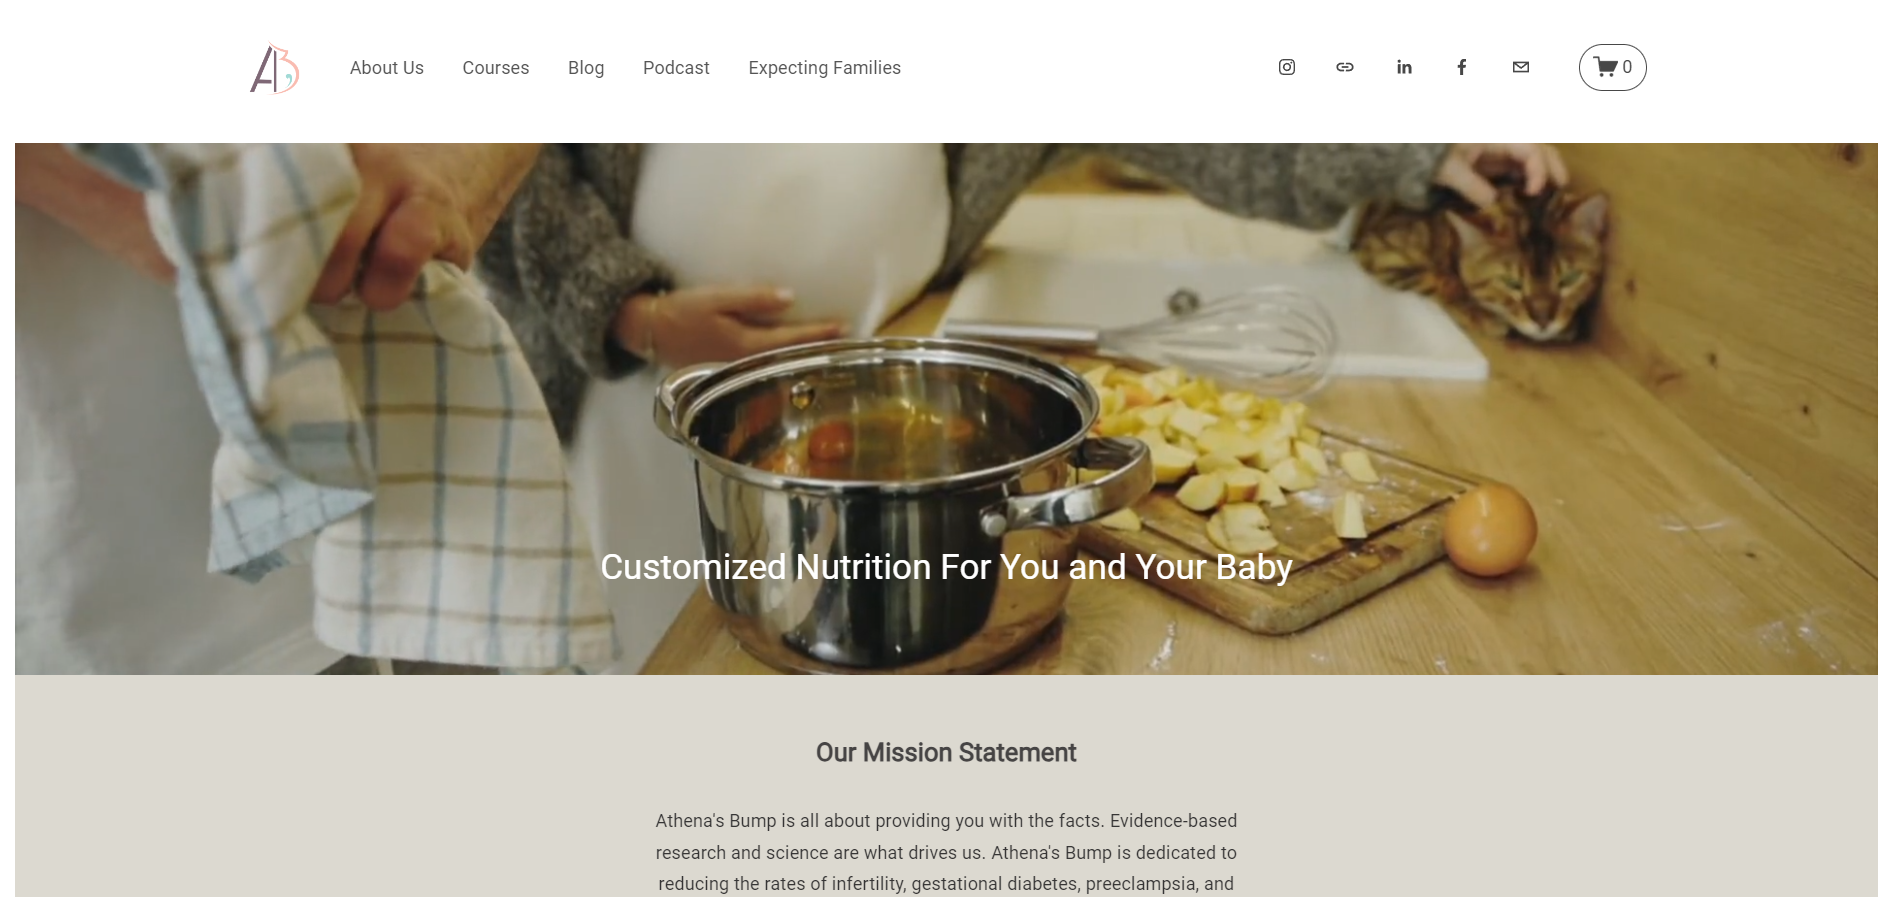 AB
About Us
Courses
Blog
Podcast
Expecting Families
0
Customized Nutrition For You and Your Baby
Our Mission Statement
Athena's Bump is all about providing you with the facts. Evidence-based
research and science are what drives us. Athena's Bump is dedicated to
reducing the rates of infertility, gestational diabetes, preeclampsia, and